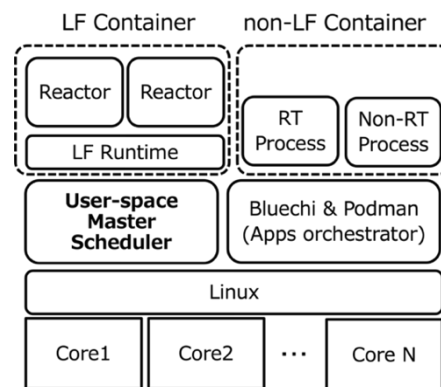 LF Container
non-LF Container
Reactor
Reactor
RT
Process
Non-RT
Process
LF Runtime
User-space
Master
Scheduler
Bluechi & Podman
(Apps orchestrator)
Linux
Core1
Core2
...
Core N